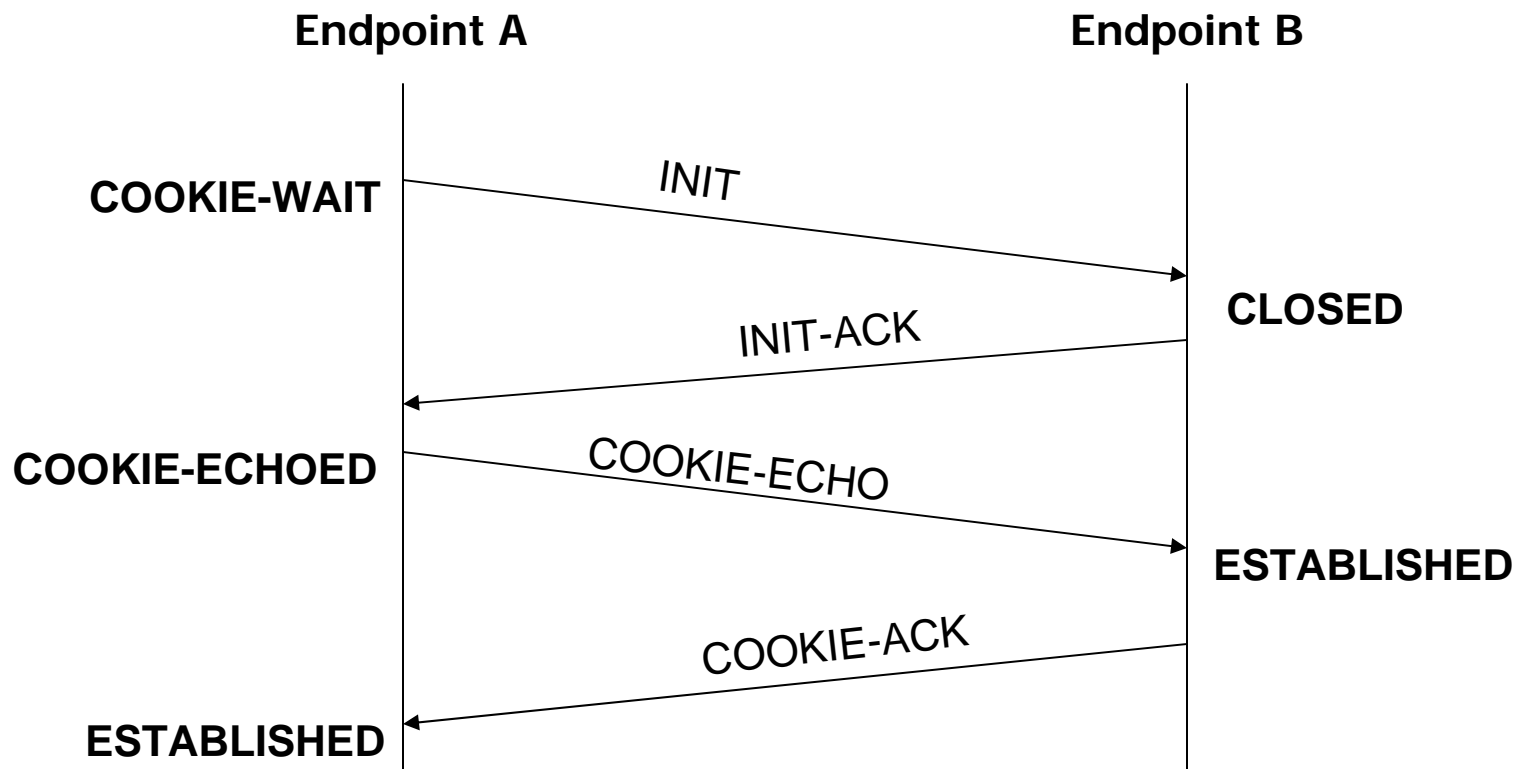 Endpoint A
Endpoint B
INIT
COOKIE-WAIT
CLOSED
INIT-ACK
COOKIE-ECHOED
COOKIE-ECHO
ESTABLISHED
COOKIE-ACK
ESTABLISHED